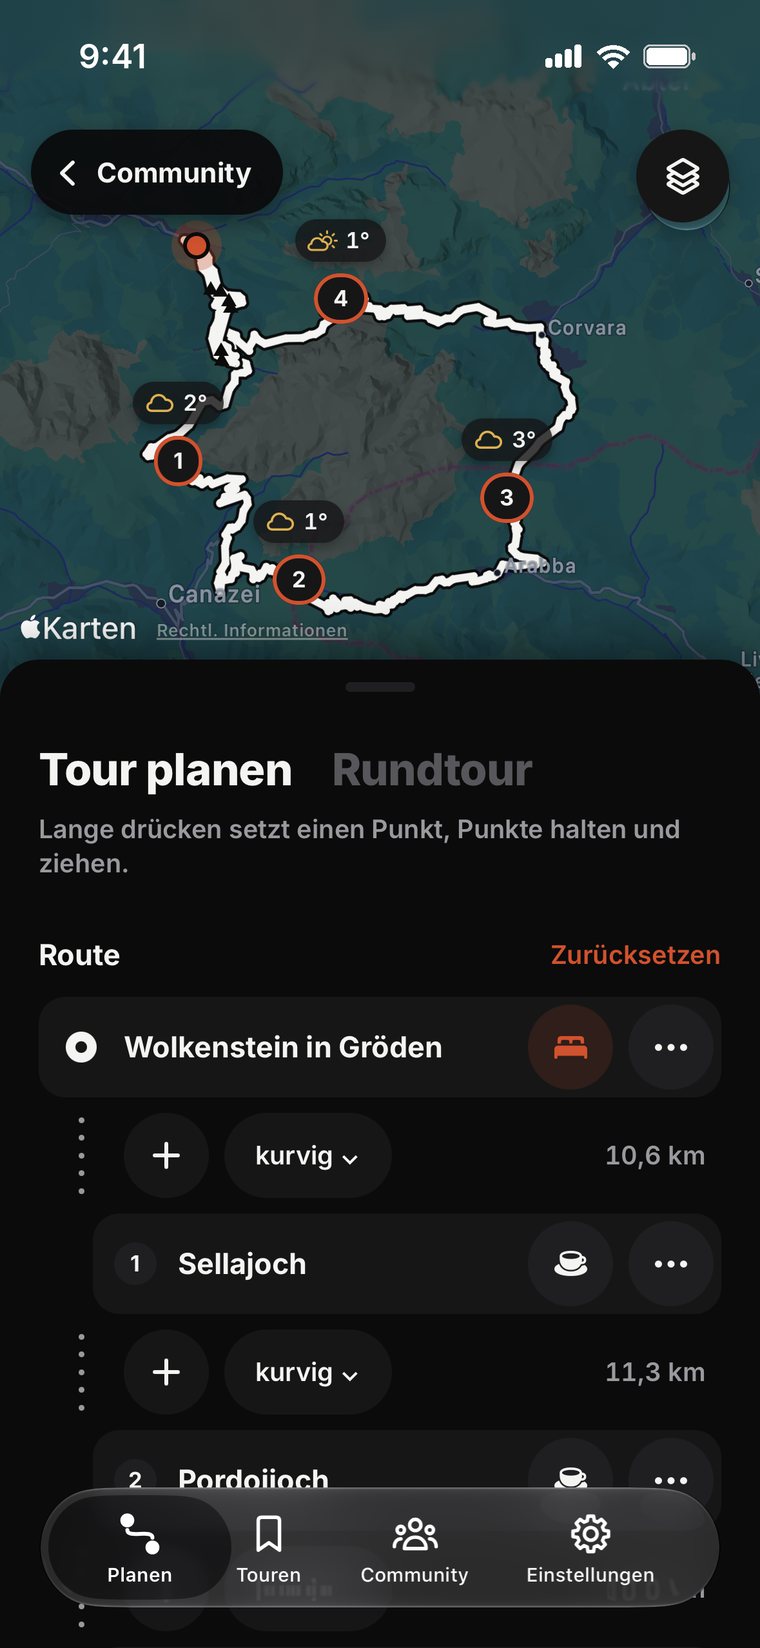 9:41
Community
1°
4
Corvara
2°
1
3°
3
1°
2
Arabba
Canazei
Karten
Rechtl. Informationen
Tour planen
Rundtour
Lange drücken setzt einen Punkt, Punkte halten und
ziehen.
Route
Zurücksetzen
Wolkenstein in Gröden
kurvig
10,6 km
1
Sellajoch
kurvig
11,3 km
2
Pordoijoch
Planen
Touren
Community
Einstellungen